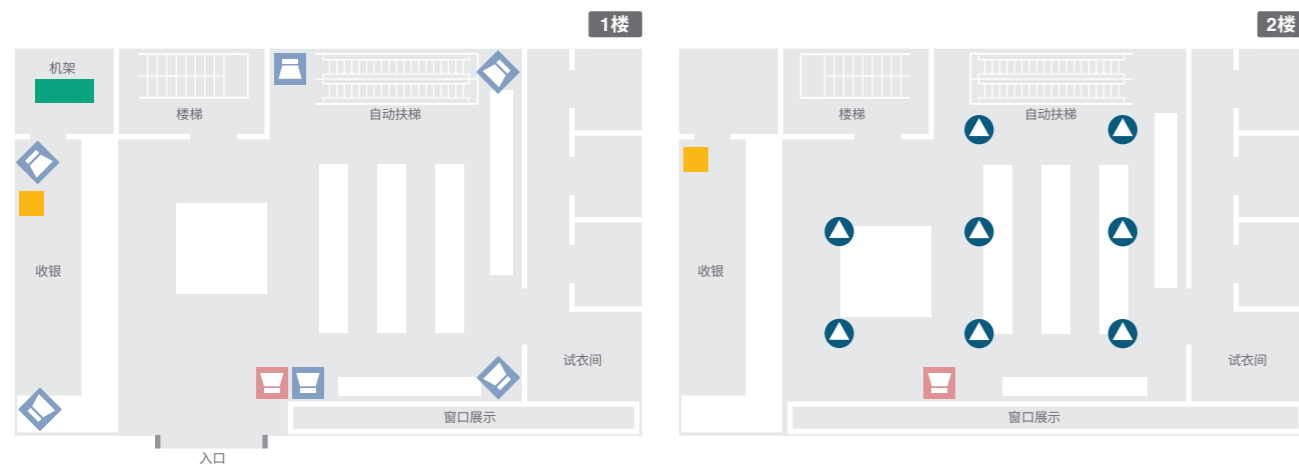 1楼
机架
楼梯
自动扶梯
收银
试衣间
窗口展示
入口
2楼
楼梯
自动扶梯
收银
试衣间
窗口展示